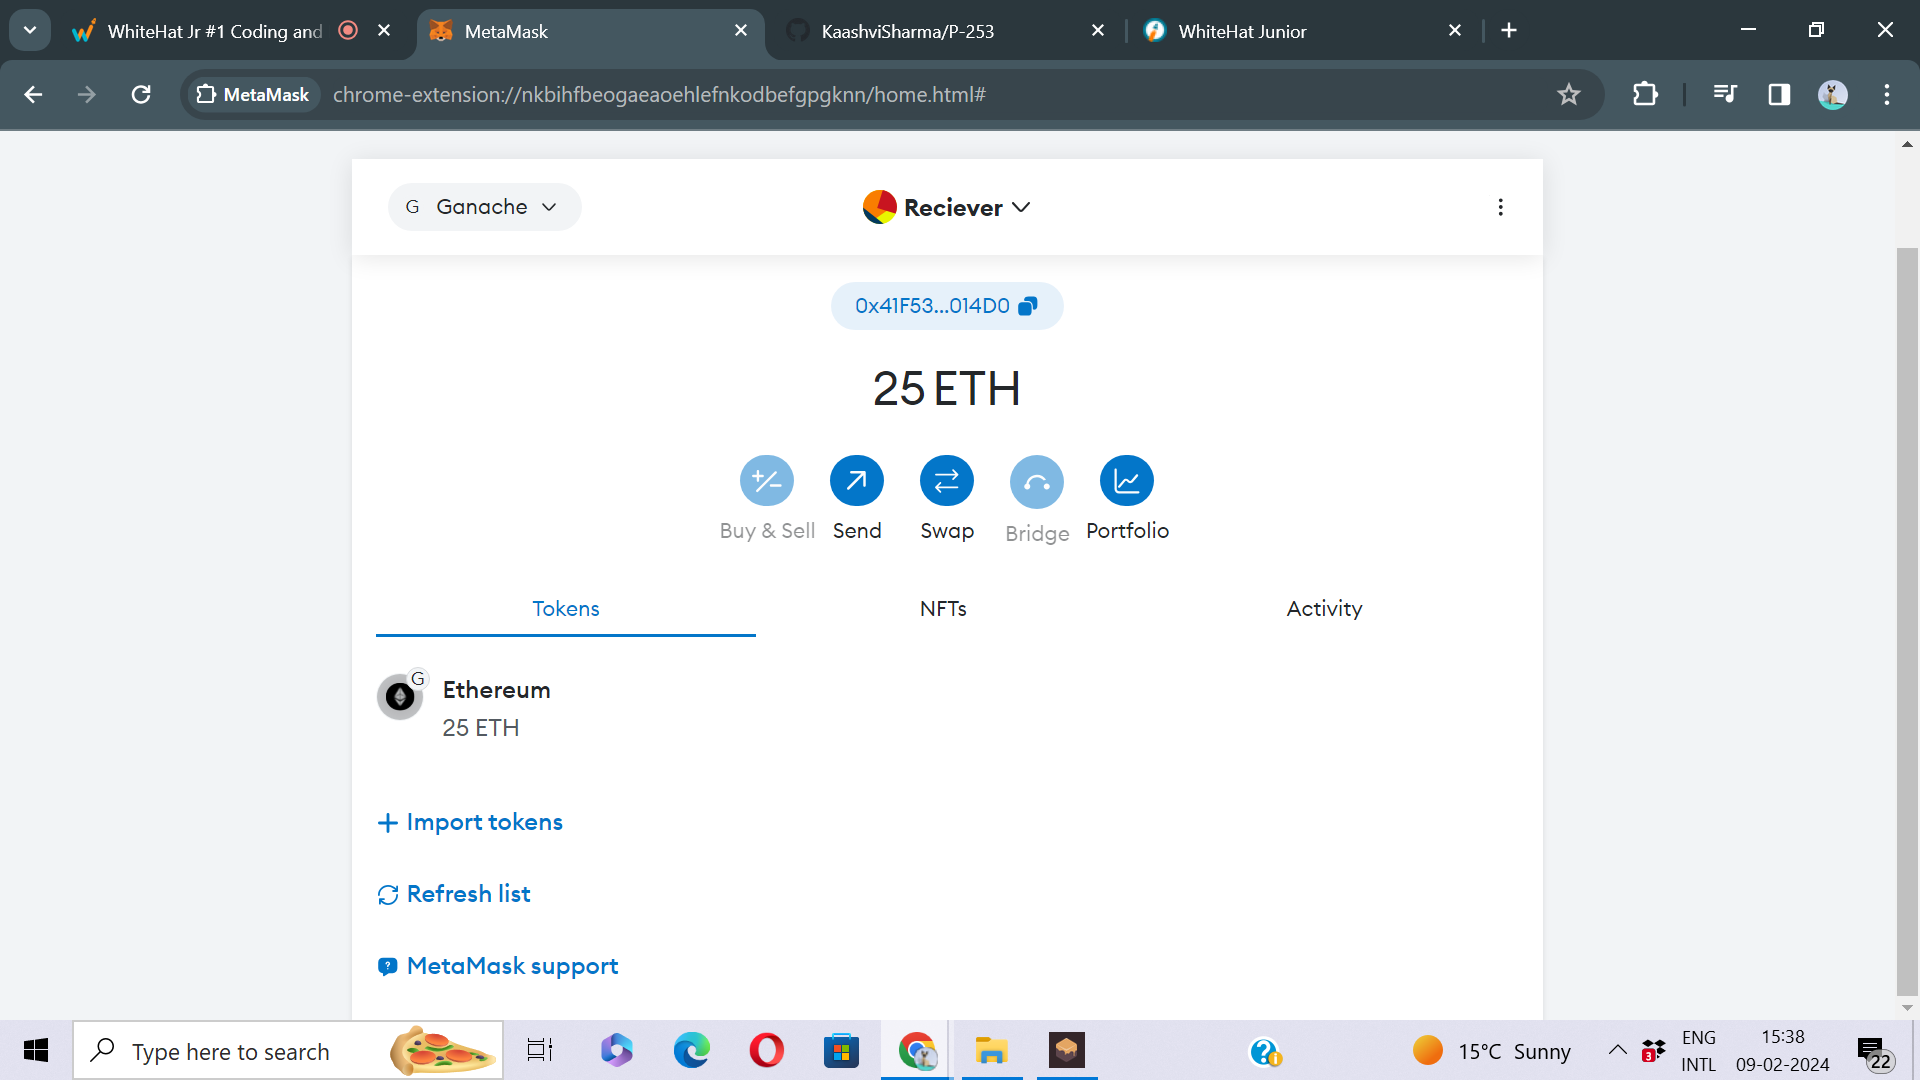 WhiteHat Jr #1 Coding and
MetaMask
KaashviSharma/P-253
WhiteHat Junior
MetaMask
chrome-extension://nkbihfbeogaeaoehlefnkodbefgpgknn/home.html#
G Ganache
Reciever
0x41F53...014D0
25 ETH
Buy & Sell
Send
Swap
Bridge
Portfolio
Tokens
NFTs
Activity
G
Ethereum
25 ETH
Import tokens
Refresh list
MetaMask support
Type here to search
15°C Sunny
3
ENG
INTL
15:38
09-02-2024
22